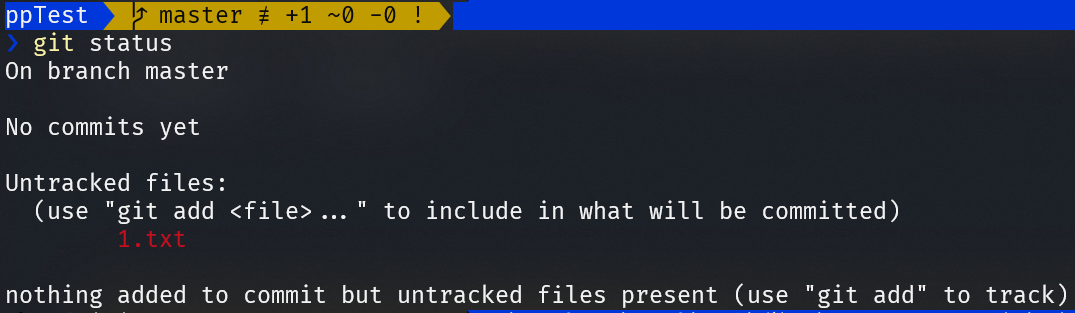 ppTest master ≢ +1 ~0 -0 !
❯ git status
On branch master
No commits yet
Untracked files:
(use "git add <file>..." to include in what will be committed)
1.txt
nothing added to commit but untracked files present (use "git add" to track)